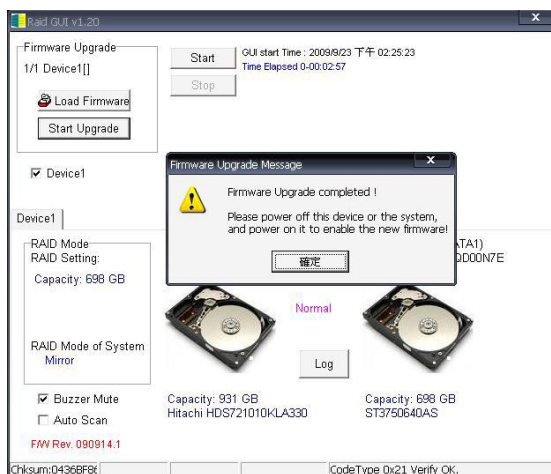 Raid GUI v1.20
X
Firmware Upgrade
1/1 Device1[]
Load Firmware
Start Upgrade
Start
Stop
GUI start Time : 2009/9/23 下午 02:25:23
Time Elapsed 0-00:02:57
Device1
Firmware Upgrade Message
X
Firmware Upgrade completed !
Please power off this device or the system,
and power on it to enable the new firmware!
確定
Device1
RAID Mode
RAID Setting:
Capacity: 698 GB
RAID Mode of System
Mirror
TA1)
QD00N7E
Normal
Log
Buzzer Mute
Auto Scan
F/W Rev. 090914.1
Capacity: 931 GB
Hitachi HDS721010KLA330
Capacity: 698 GB
ST3750640AS
Chksum:0436BF8
CodeType 0x21 Verify OK.